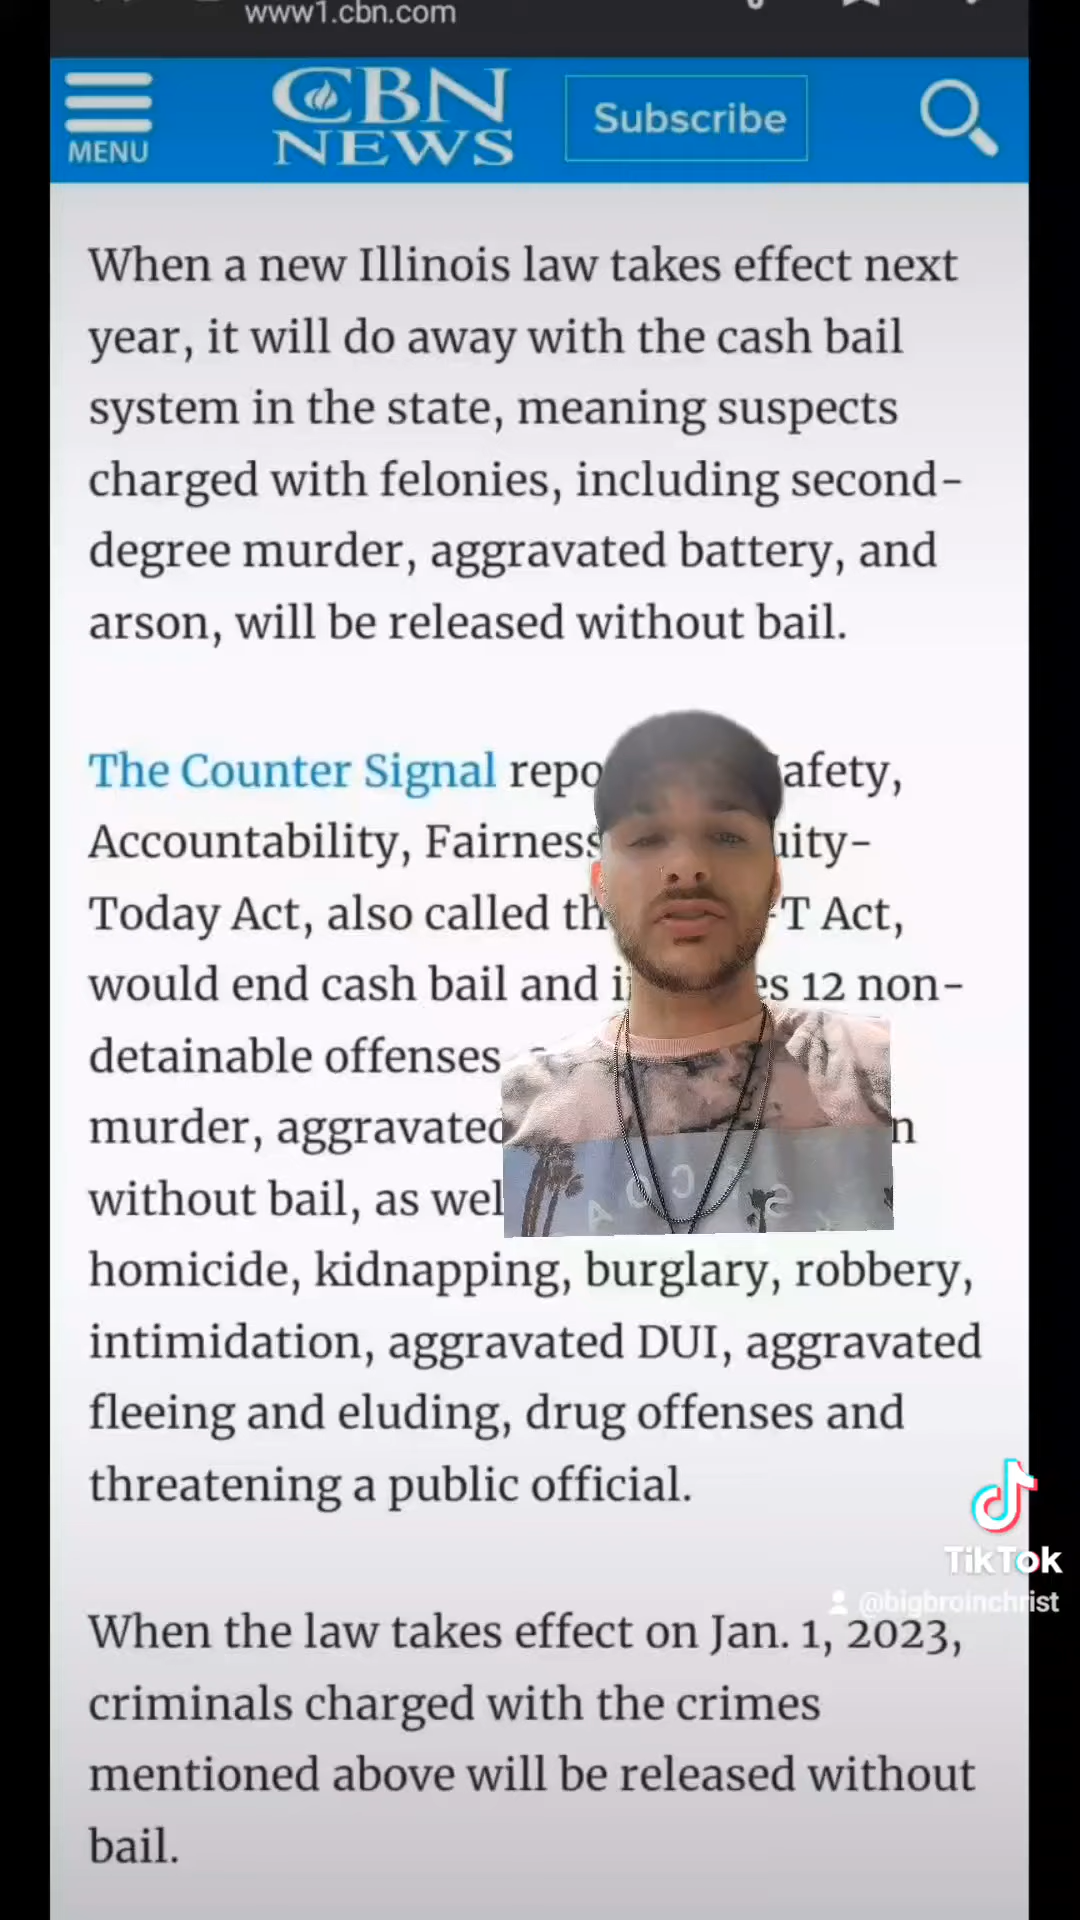 www1.cbn.com
MENU
CBN NEWS
Subscribe
When a new Illinois law takes effect next
year, it will do away with the cash bail
system in the state, meaning suspects
charged with felonies, including second-
degree murder, aggravated battery, and
arson, will be released without bail.
The Counter Signal repo afety,
Accountability, Fairness uity-
Today Act, also called th -T Act,
would end cash bail and i es 12 non-
detainable offenses
murder, aggravated n
without bail, as wel
homicide, kidnapping, burglary, robbery,
intimidation, aggravated DUI, aggravated
fleeing and eluding, drug offenses and
threatening a public official.
TikTok
@bigbroinchrist
When the law takes effect on Jan. 1, 2023,
criminals charged with the crimes
mentioned above will be released without
bail.